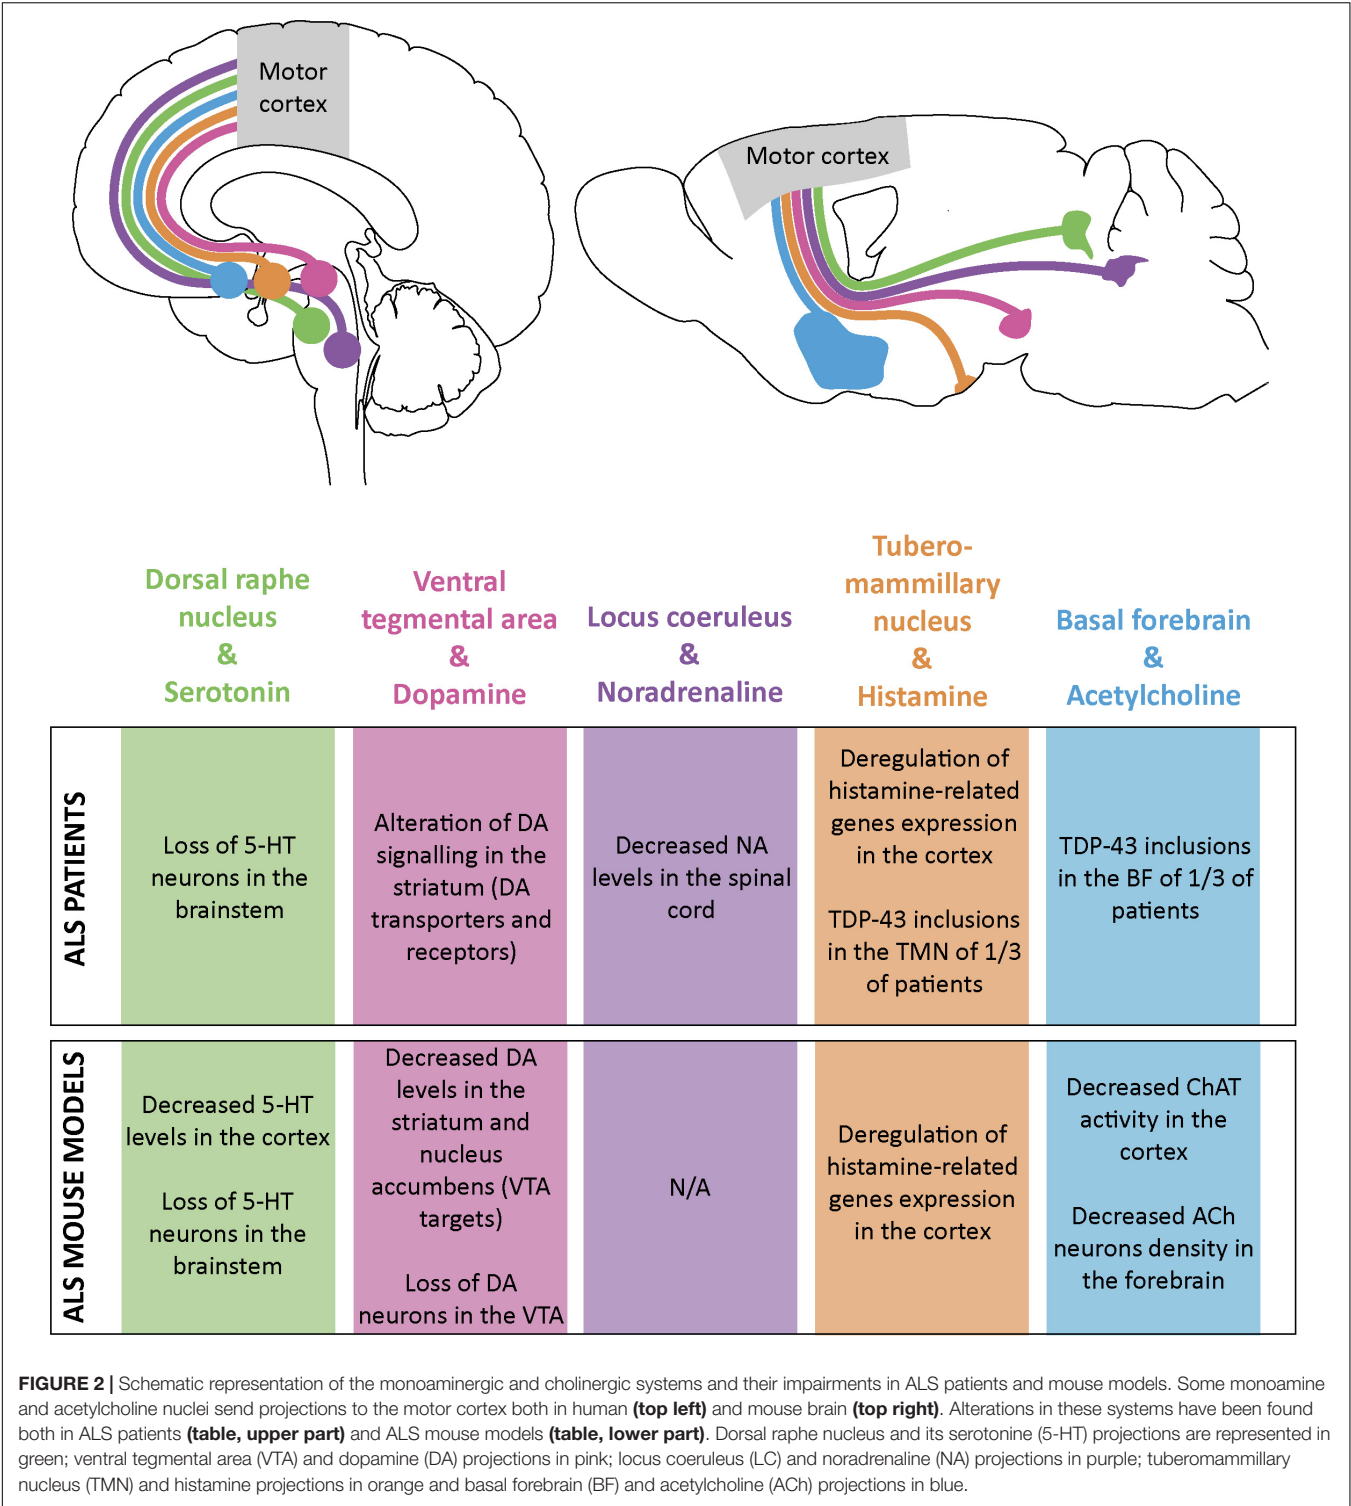 Motor
cortex
Motor cortex
Dorsal raphe
nucleus
&
Serotonin
Ventral
tegmental area
&
Dopamine
Locus coeruleus
&
Noradrenaline
Tubero-
mammillary
nucleus
&
Histamine
Basal forebrain
&
Acetylcholine
ALS PATIENTS
Loss of 5-HT
neurons in the
brainstem
Alteration of DA
signalling in the
striatum (DA
transporters and
receptors)
Decreased NA
levels in the spinal
cord
Deregulation of
histamine-related
genes expression
in the cortex
TDP-43 inclusions
in the TMN of 1/3
of patients
TDP-43 inclusions
in the BF of 1/3 of
patients
ALS MOUSE MODELS
Decreased 5-HT
levels in the cortex
Loss of 5-HT
neurons in the
brainstem
Decreased DA
levels in the
striatum and
nucleus
accumbens (VTA
targets)
Loss of DA
neurons in the VTA
N/A
Deregulation of
histamine-related
genes expression
in the cortex
Decreased ChAT
activity in the
cortex
Decreased ACh
neurons density in
the forebrain
FIGURE 2 | Schematic representation of the monoaminergic and cholinergic systems and their impairments in ALS patients and mouse models. Some monoamine
and acetylcholine nuclei send projections to the motor cortex both in human (top left) and mouse brain (top right). Alterations in these systems have been found
both in ALS patients (table, upper part) and ALS mouse models (table, lower part). Dorsal raphe nucleus and its serotonine (5-HT) projections are represented in
green; ventral tegmental area (VTA) and dopamine (DA) projections in pink; locus coeruleus (LC) and noradrenaline (NA) projections in purple; tuberomammillary
nucleus (TMN) and histamine projections in orange and basal forebrain (BF) and acetylcholine (ACh) projections in blue.